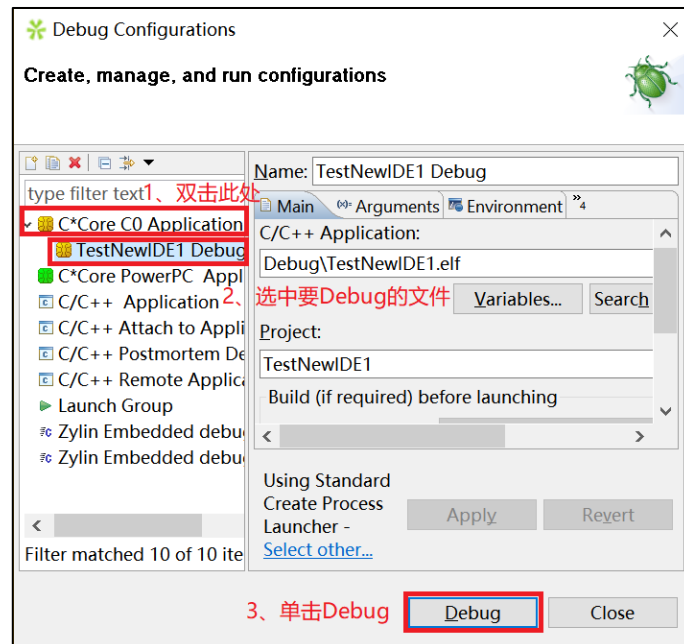 Debug Configurations
Create, manage, and run configurations
type filter text
1、双击此处
C*Core C0 Application
TestNewIDE1 Debug
C*Core PowerPC Appl
C/C++ Application
2、选中要Debug的文件
C/C++ Attach to Appli
C/C++ Postmortem De
C/C++ Remote Applica
Launch Group
Zylin Embedded debu
Zylin Embedded debu
Filter matched 10 of 10 ite
Name: TestNewIDE1 Debug
Main (x)= Arguments Environment »4
C/C++ Application:
Debug\TestNewIDE1.elf
Variables... Search
Project:
TestNewIDE1
Build (if required) before launching
Using Standard
Create Process
Launcher -
Select other...
Apply Revert
3、单击Debug
Debug Close